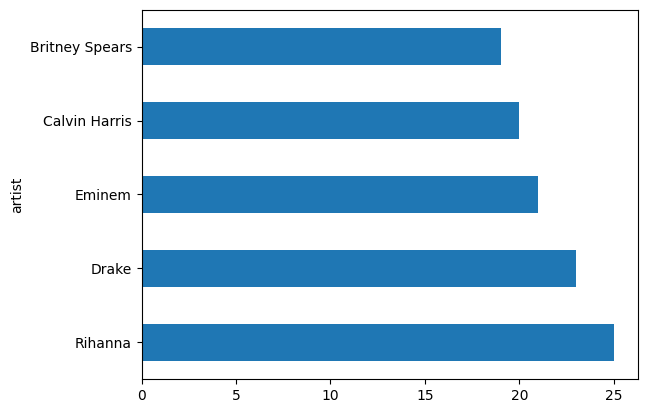 Britney Spears
Calvin Harris
Eminem
Drake
Rihanna
artist
0 5 10 15 20 25